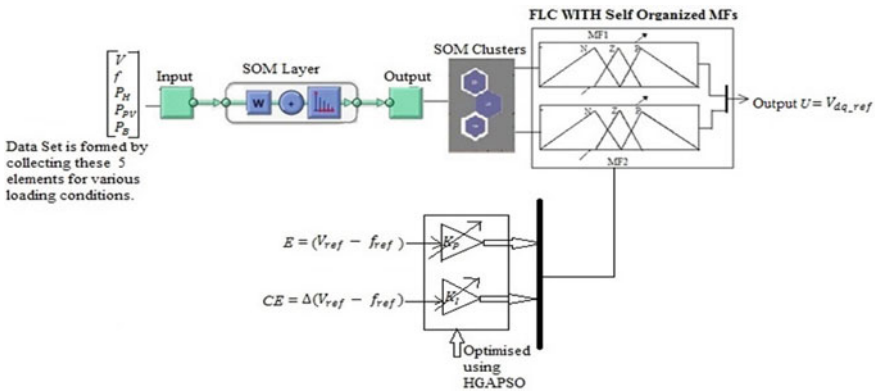 FLC WITH Self Organized MFs
MF1
N Z P
SOM Clusters
V
f
P_H
P_PV
P_B
Input
SOM Layer
W
+
Output
Output U = V_dq_ref
N Z P
MF2
Data Set is formed by
collecting these 5
elements for various
loading conditions.
E = (V_ref − f_ref)
K_P
CE = Δ(V_ref − f_ref)
K_I
Optimised
using
HGAPSO